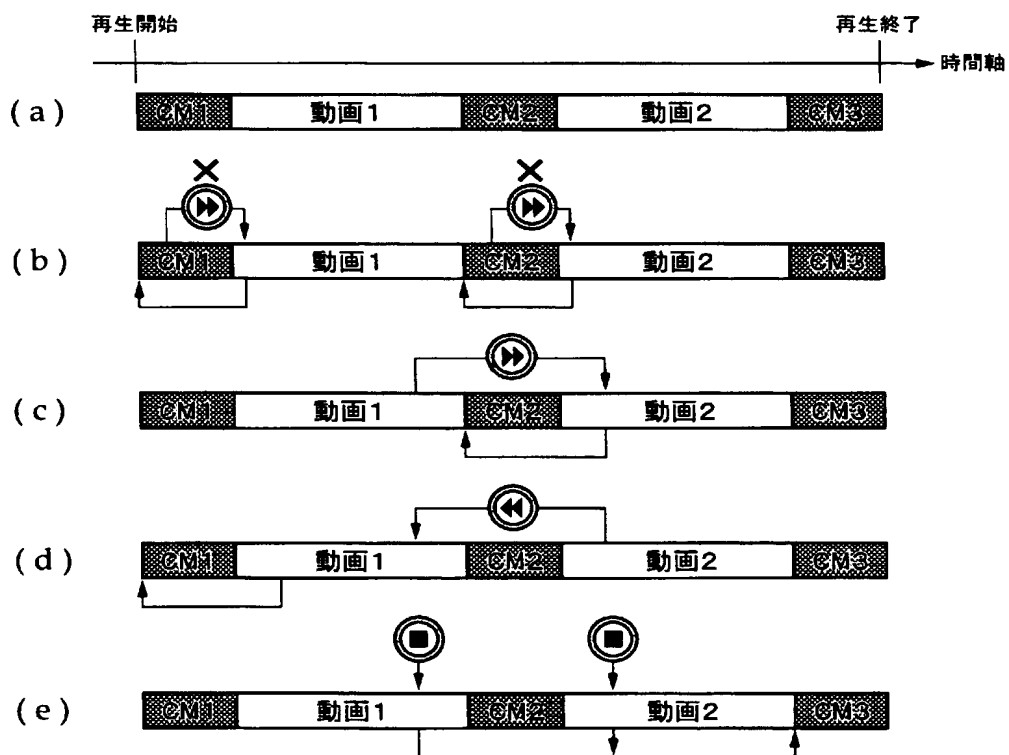 再生開始 再生終了
時間軸
(a) CM1 動画1 CM2 動画2 CM3
(b) CM1 動画1 CM2 動画2 CM3
(c) CM1 動画1 CM2 動画2 CM3
(d) CM1 動画1 CM2 動画2 CM3
(e) CM1 動画1 CM2 動画2 CM3